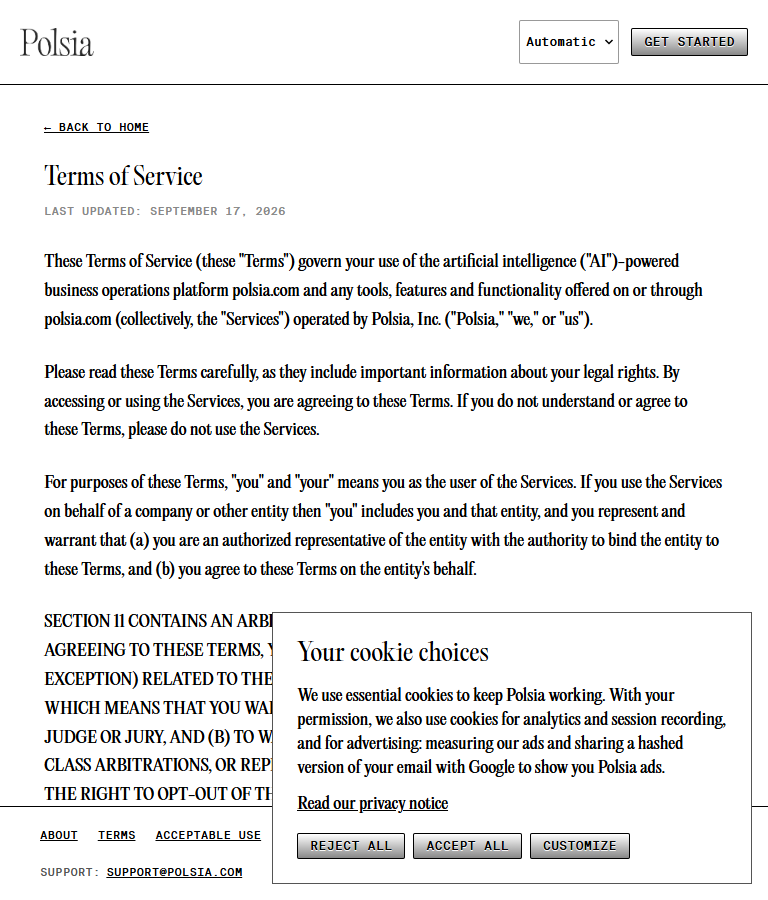 Polsia
Automatic
GET STARTED
← BACK TO HOME
Terms of Service
LAST UPDATED: SEPTEMBER 17, 2026
These Terms of Service (these "Terms") govern your use of the artificial intelligence ("AI")-powered
business operations platform polsia.com and any tools, features and functionality offered on or through
polsia.com (collectively, the "Services") operated by Polsia, Inc. ("Polsia," "we," or "us").
Please read these Terms carefully, as they include important information about your legal rights. By
accessing or using the Services, you are agreeing to these Terms. If you do not understand or agree to
these Terms, please do not use the Services.
For purposes of these Terms, "you" and "your" means you as the user of the Services. If you use the Services
on behalf of a company or other entity then "you" includes you and that entity, and you represent and
warrant that (a) you are an authorized representative of the entity with the authority to bind the entity to
these Terms, and (b) you agree to these Terms on the entity's behalf.
SECTION 11 CONTAINS AN
AGREEING TO THESE TERMS,
EXCEPTION) RELATED TO THE
WHICH MEANS THAT YOU
JUDGE OR JURY, AND (B) TO
CLASS ARBITRATIONS, OR
THE RIGHT TO OPT-OUT OF
Your cookie choices
We use essential cookies to keep Polsia working. With your
permission, we also use cookies for analytics and session recording,
and for advertising: measuring our ads and sharing a hashed
version of your email with Google to show you Polsia ads.
Read our privacy notice
REJECT ALL
ACCEPT ALL
CUSTOMIZE
ABOUT
TERMS
ACCEPTABLE USE
SUPPORT: SUPPORT@POLSIA.COM